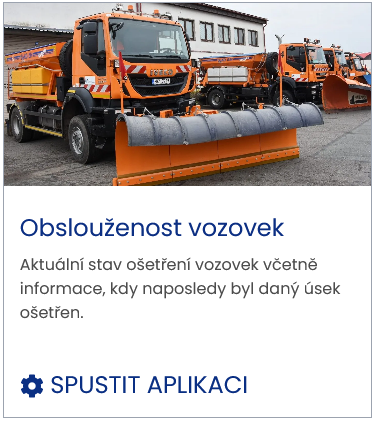 Obslouženost vozovek
Aktuální stav ošetření vozovek včetně
informace, kdy naposledy byl daný úsek
ošetřen.
SPUSTIT APLIKACI